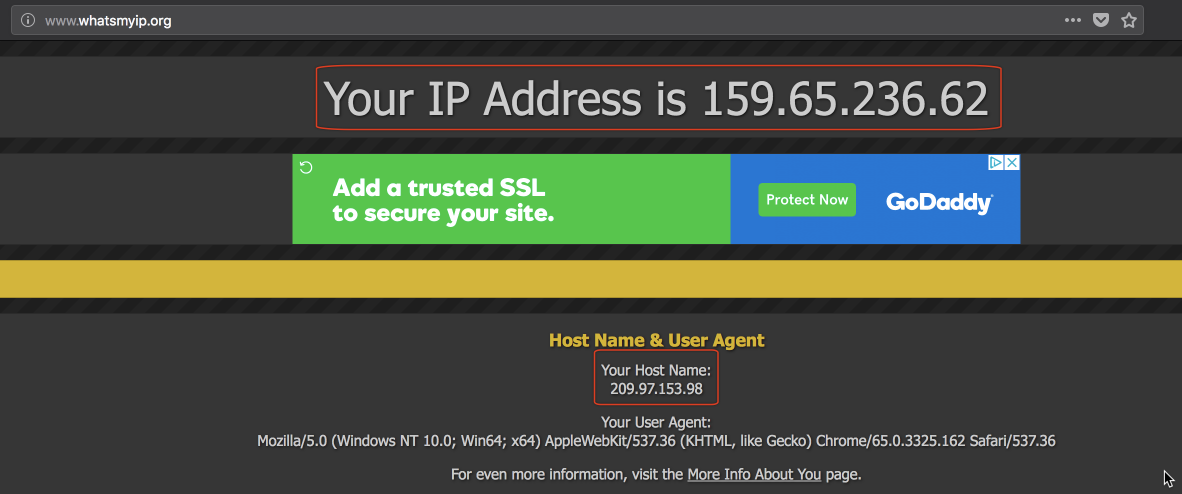 www.whatsmyip.org
Your IP Address is 159.65.236.62
Add a trusted SSL
to secure your site.
Protect Now
GoDaddy
Host Name & User Agent
Your Host Name:
209.97.153.98
Your User Agent:
Mozilla/5.0 (Windows NT 10.0; Win64; x64) AppleWebKit/537.36 (KHTML, like Gecko) Chrome/65.0.3325.162 Safari/537.36
For even more information, visit the More Info About You page.